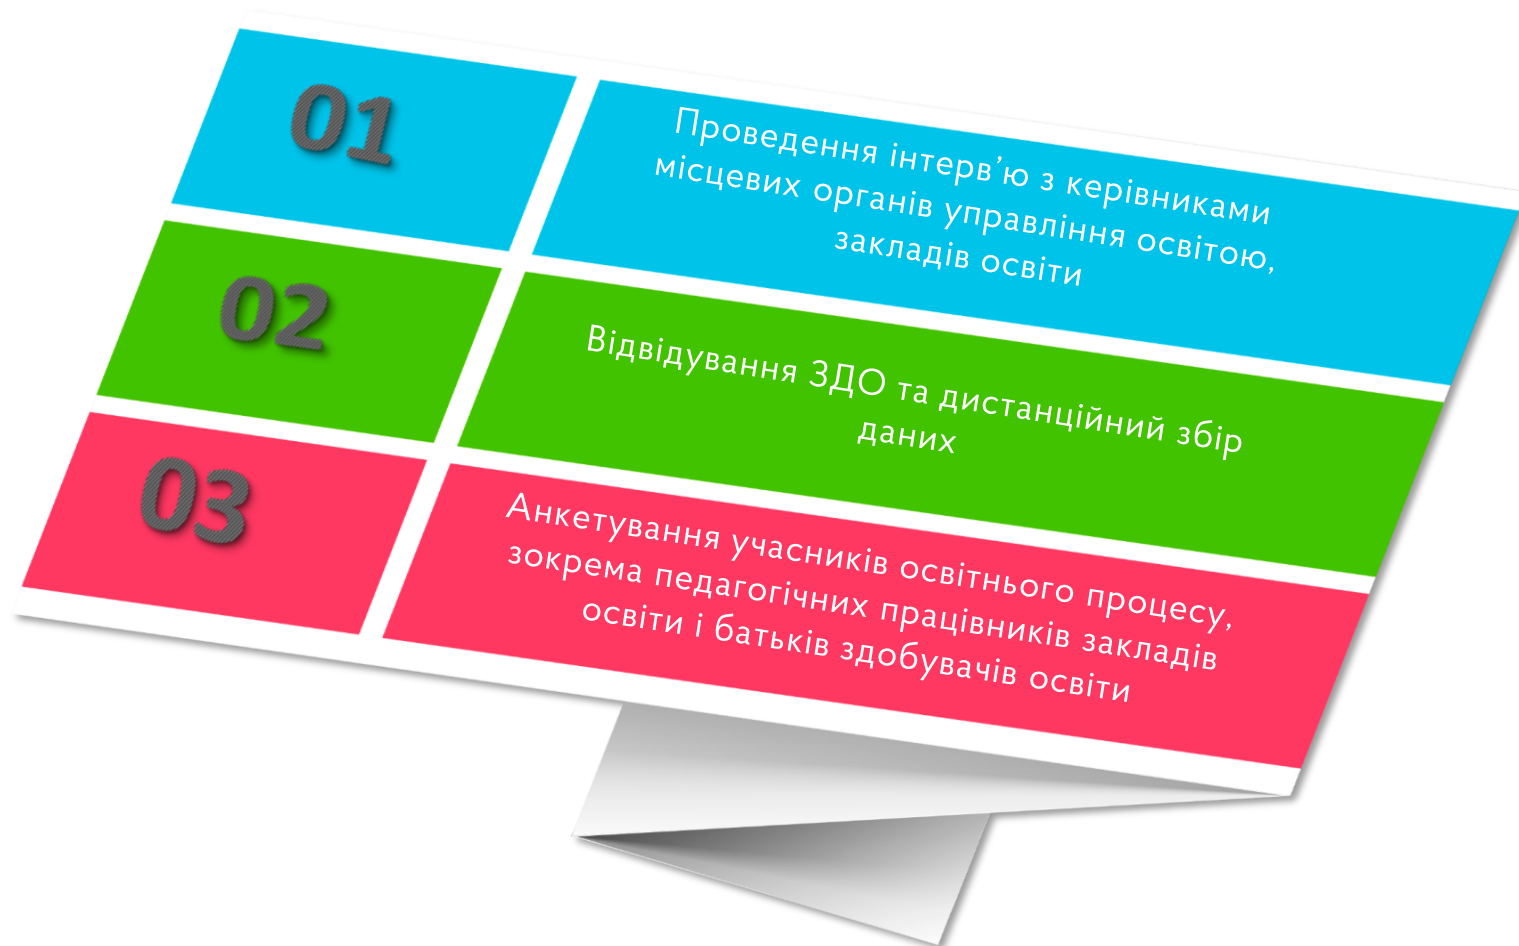 01
Проведення інтерв’ю з керівниками
місцевих органів управління освітою,
закладів освіти
02
Відвідування ЗДО та дистанційний збір
даних
03
Анкетування учасників освітнього процесу,
зокрема педагогічних працівників закладів
освіти і батьків здобувачів освіти